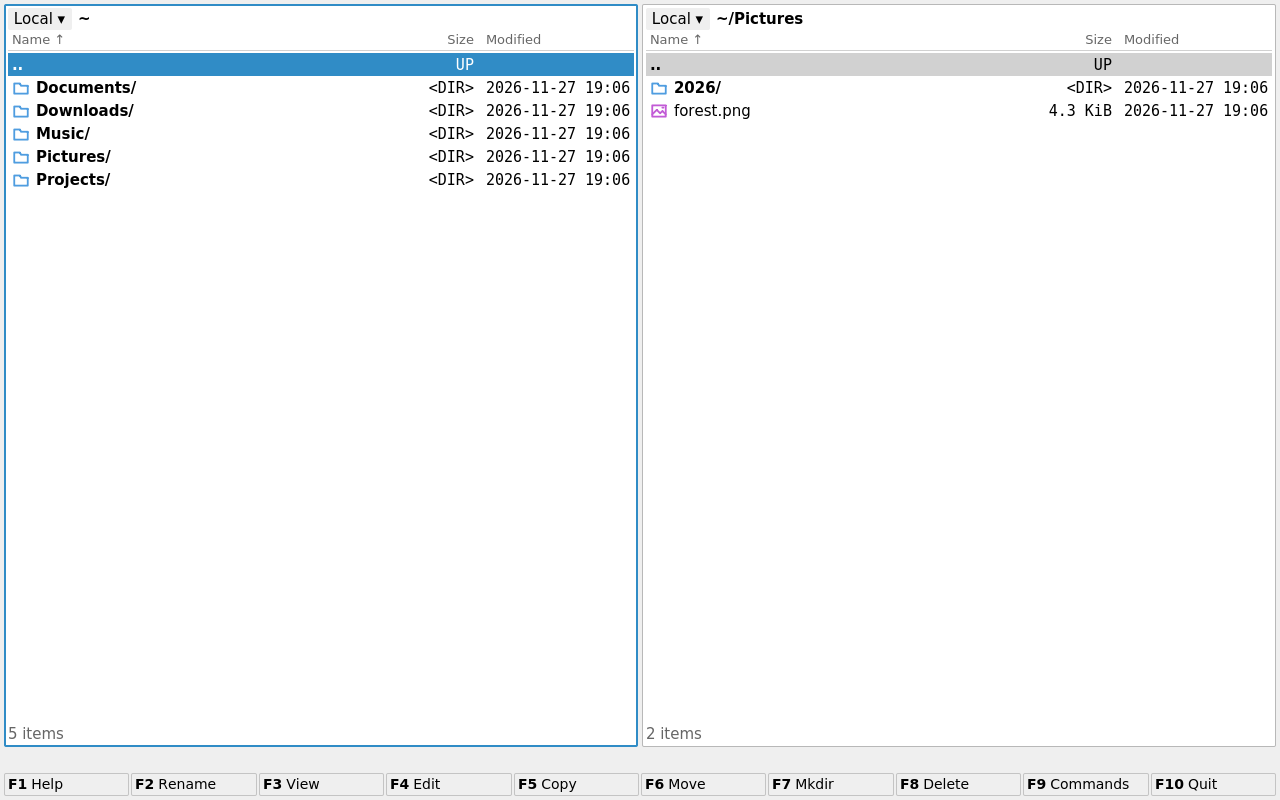 Local ▾ ~
Name ↑ Size Modified
.. UP
Documents/ <DIR> 2026-11-27 19:06
Downloads/ <DIR> 2026-11-27 19:06
Music/ <DIR> 2026-11-27 19:06
Pictures/ <DIR> 2026-11-27 19:06
Projects/ <DIR> 2026-11-27 19:06
5 items
Local ▾ ~/Pictures
Name ↑ Size Modified
.. UP
2026/ <DIR> 2026-11-27 19:06
forest.png 4.3 KiB 2026-11-27 19:06
2 items
F1 Help F2 Rename F3 View F4 Edit F5 Copy F6 Move F7 Mkdir F8 Delete F9 Commands F10 Quit